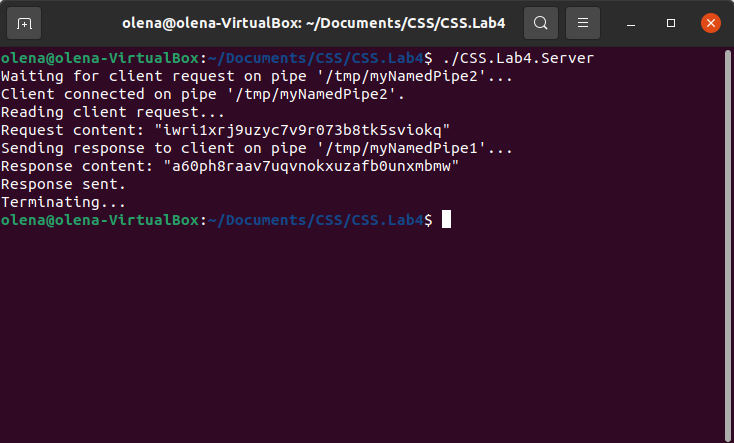 olena@olena-VirtualBox: ~/Documents/CSS/CSS.Lab4
olena@olena-VirtualBox:~/Documents/CSS/CSS.Lab4$ ./CSS.Lab4.Server
Waiting for client request on pipe '/tmp/myNamedPipe2'...
Client connected on pipe '/tmp/myNamedPipe2'.
Reading client request...
Request content: "iwri1xrj9uzyc7v9r073b8tk5sviokq"
Sending response to client on pipe '/tmp/myNamedPipe1'...
Response content: "a60ph8raav7uqvnokxuzafb0unxmbmw"
Response sent.
Terminating...
olena@olena-VirtualBox:~/Documents/CSS/CSS.Lab4$